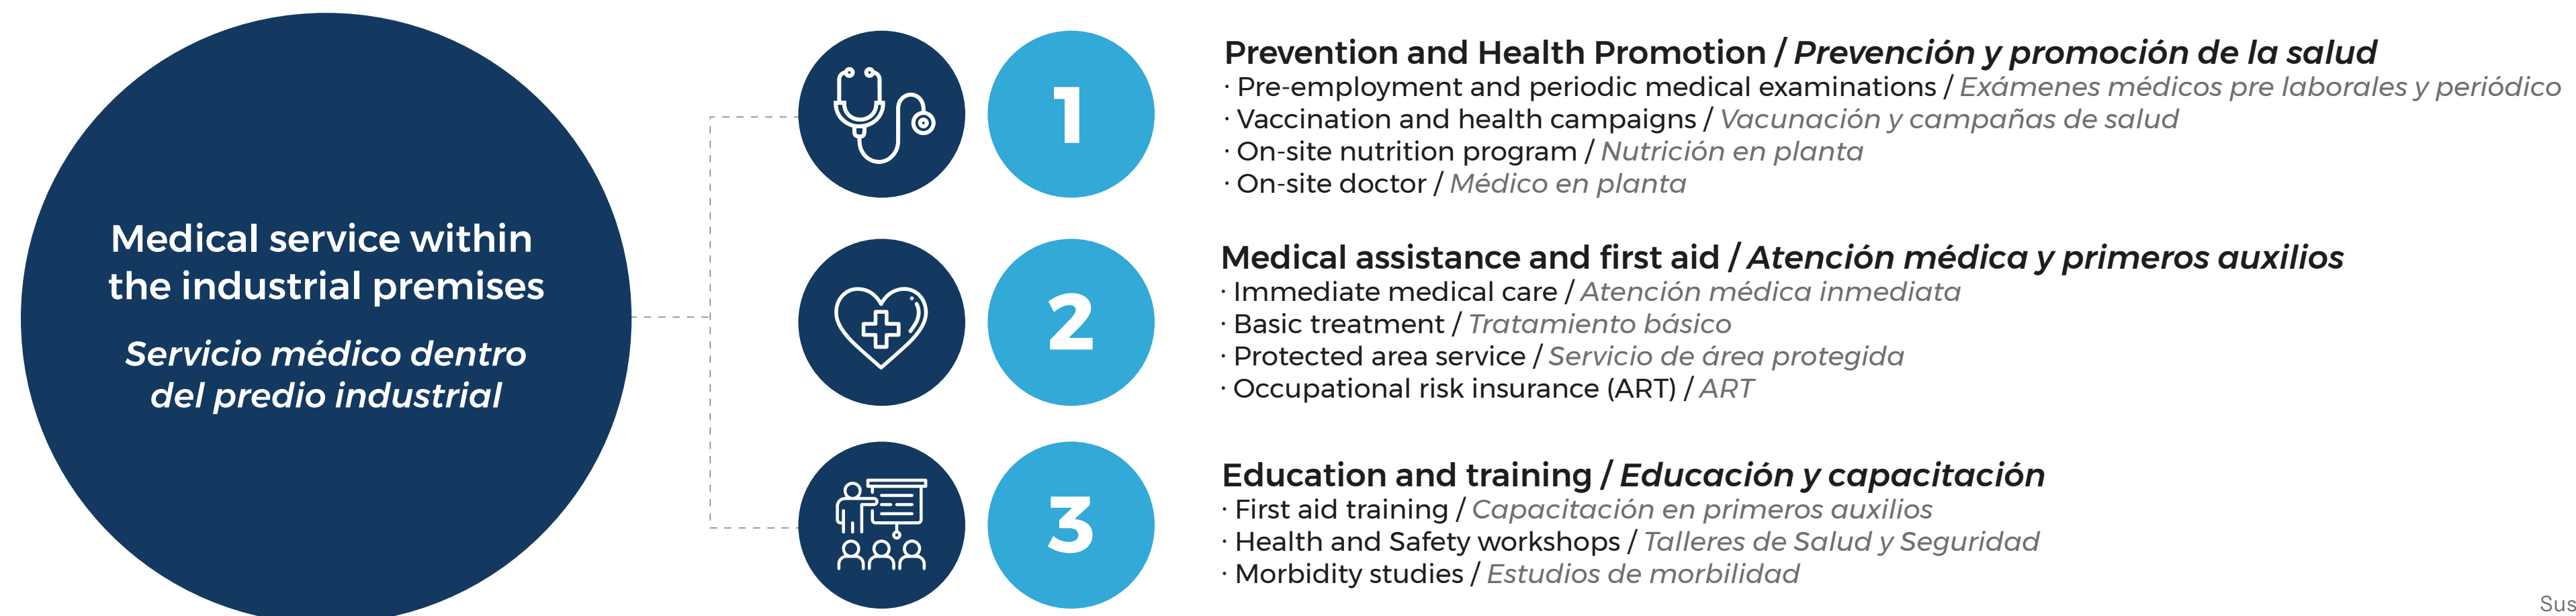 Medical service within
the industrial premises
Servicio médico dentro
del predio industrial
1
Prevention and Health Promotion / Prevención y promoción de la salud
· Pre-employment and periodic medical examinations / Exámenes médicos pre laborales y periódico
· Vaccination and health campaigns / Vacunación y campañas de salud
· On-site nutrition program / Nutrición en planta
· On-site doctor / Médico en planta
2
Medical assistance and first aid / Atención médica y primeros auxilios
· Immediate medical care / Atención médica inmediata
· Basic treatment / Tratamiento básico
· Protected area service / Servicio de área protegida
· Occupational risk insurance (ART) / ART
3
Education and training / Educación y capacitación
· First aid training / Capacitación en primeros auxilios
· Health and Safety workshops / Talleres de Salud y Seguridad
· Morbidity studies / Estudios de morbilidad
Sus